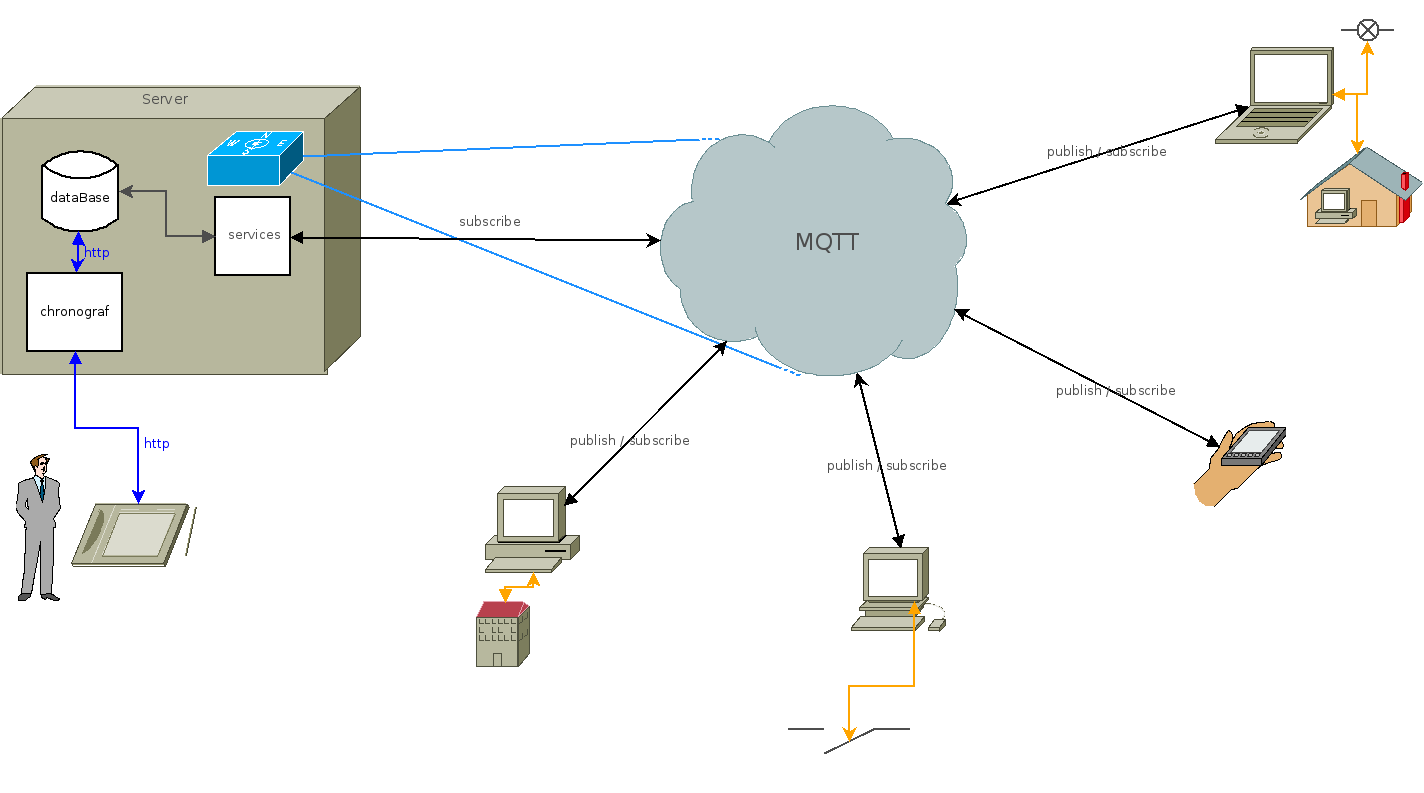 Server
N
W
E
S
dataBase
services
http
chronograf
http
subscribe
MQTT
publish / subscribe
publish / subscribe
publish / subscribe
publish / subscribe